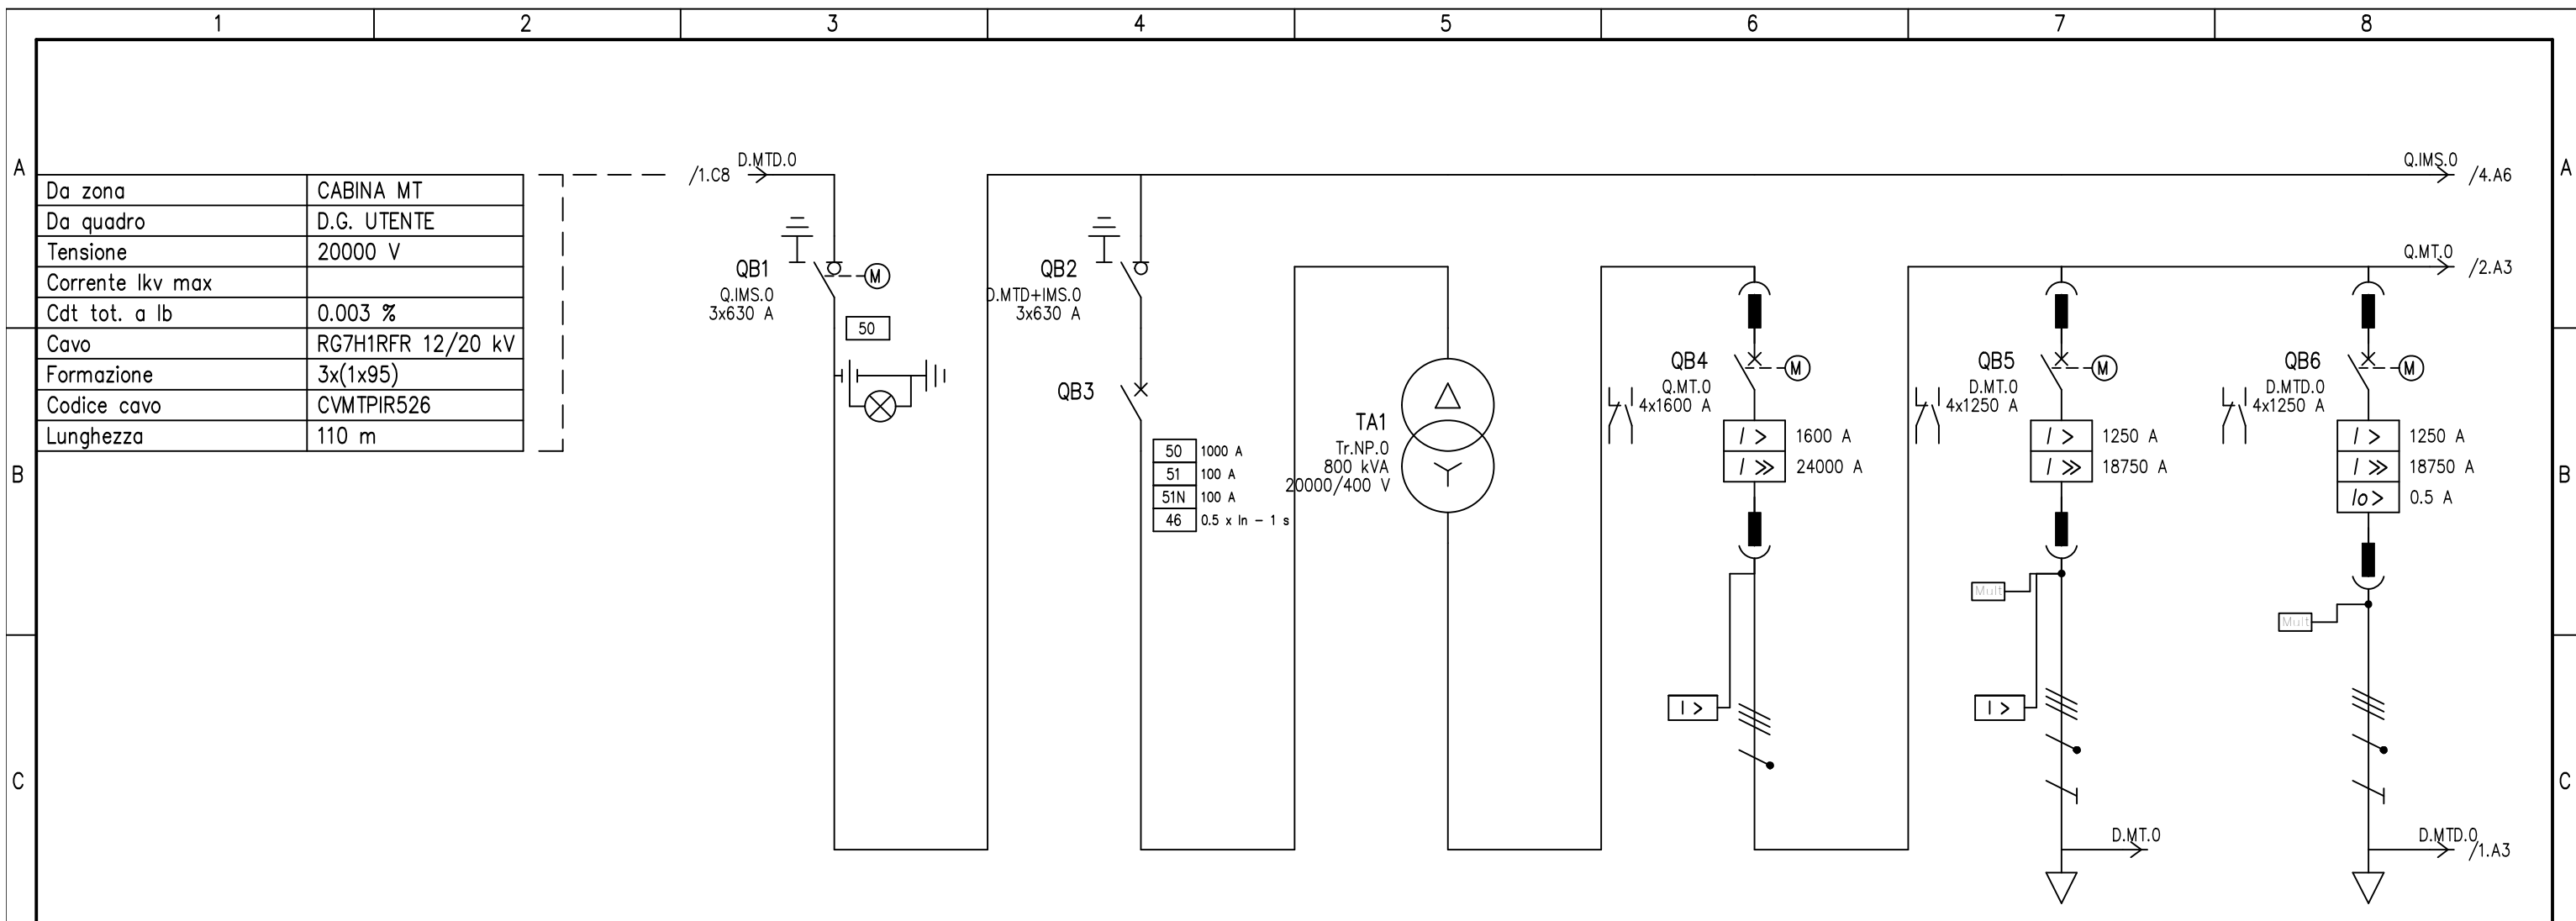 1 2 3 4 5 6 7 8
A A
Da zona CABINA MT
Da quadro D.G. UTENTE
Tensione 20000 V
Corrente Ikv max
Cdt tot. a Ib 0.003 %
Cavo RG7H1RFR 12/20 kV
Formazione 3x(1x95)
Codice cavo CVMTPIR526
Lunghezza 110 m
/1.C8 D.MTD.0
QB1
Q.IMS.0
3x630 A
M
50
QB2
D.MTD+IMS.0
3x630 A
QB3
50 1000 A
51 100 A
51N 100 A
46 0.5 x In - 1 s
TA1
Tr.NP.0
800 kVA
20000/400 V
Q.IMS.0
/4.A6
Q.MT.0
/2.A3
QB4
Q.MT.0
4x1600 A
M
I > 1600 A
I >> 24000 A
I >
QB5
D.MT.0
4x1250 A
M
I > 1250 A
I >> 18750 A
Mult
I >
D.MT.0
QB6
D.MTD.0
4x1250 A
M
I > 1250 A
I >> 18750 A
Io > 0.5 A
Mult
D.MTD.0
/1.A3
B B
C C